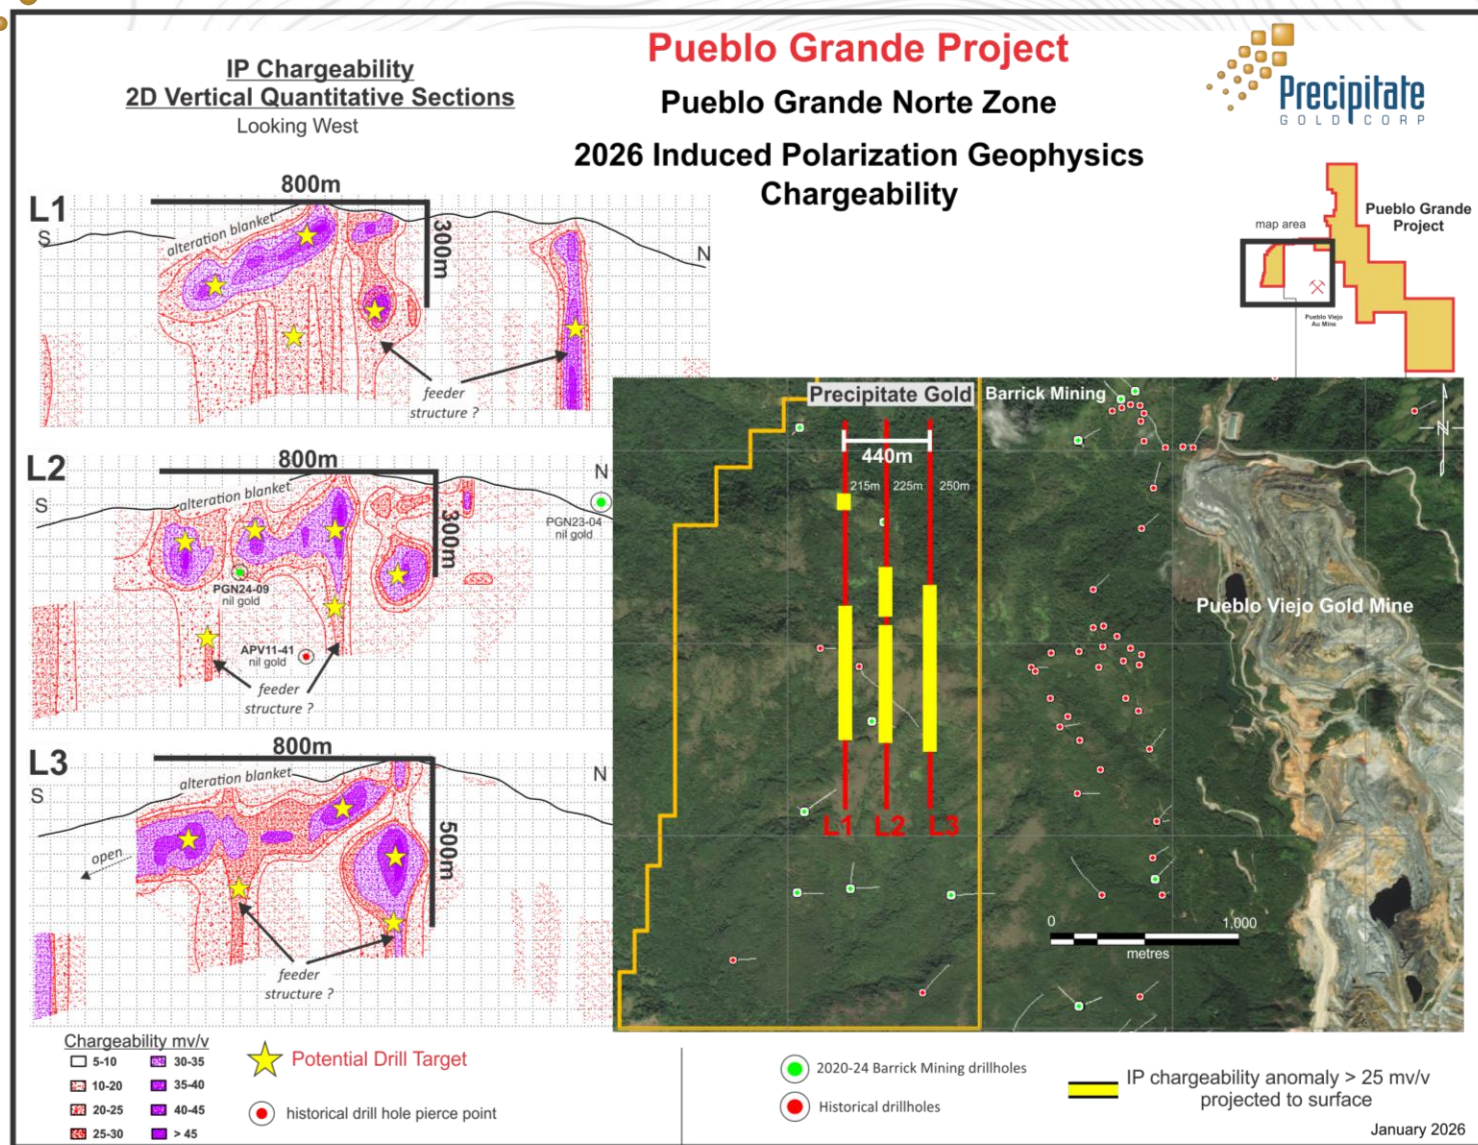 IP Chargeability
2D Vertical Quantitative Sections
Looking West
Pueblo Grande Project
Pueblo Grande Norte Zone
2026 Induced Polarization Geophysics
Chargeability
Precipitate
GOLD CORP
map area
Pueblo Grande
Project
Pueblo Viejo
Au Mine
L1
800m
300m
S
N
alteration blanket
feeder
structure ?
L2
800m
300m
S
N
alteration blanket
PGN23-04
nil gold
PGN24-09
nil gold
APV11-41
nil gold
feeder
structure ?
L3
800m
500m
S
N
alteration blanket
open
feeder
structure ?
Precipitate Gold
Barrick Mining
N
440m
215m
225m
250m
Pueblo Viejo Gold Mine
L1
L2
L3
0
1,000
metres
Chargeability mv/v
5-10
30-35
10-20
35-40
20-25
40-45
25-30
> 45
Potential Drill Target
historical drill hole pierce point
2020-24 Barrick Mining drillholes
Historical drillholes
IP chargeability anomaly > 25 mv/v
projected to surface
January 2026